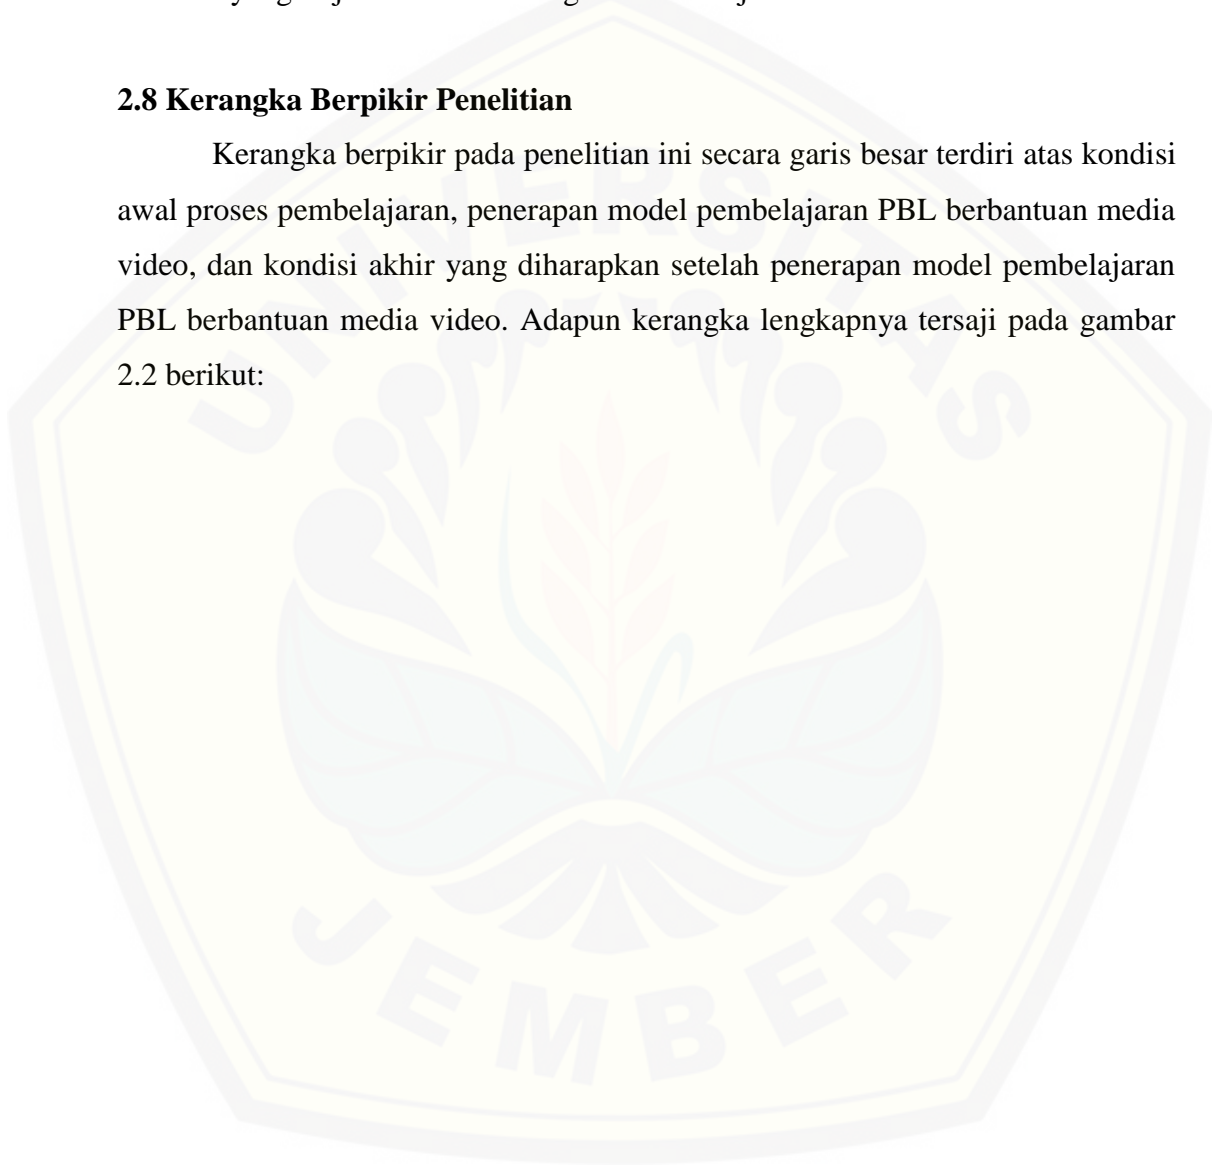 2.8 Kerangka Berpikir Penelitian
Kerangka berpikir pada penelitian ini secara garis besar terdiri atas kondisi
awal proses pembelajaran, penerapan model pembelajaran PBL berbantuan media
video, dan kondisi akhir yang diharapkan setelah penerapan model pembelajaran
PBL berbantuan media video. Adapun kerangka lengkapnya tersaji pada gambar
2.2 berikut:
UNIVERSITAS
JEMBER